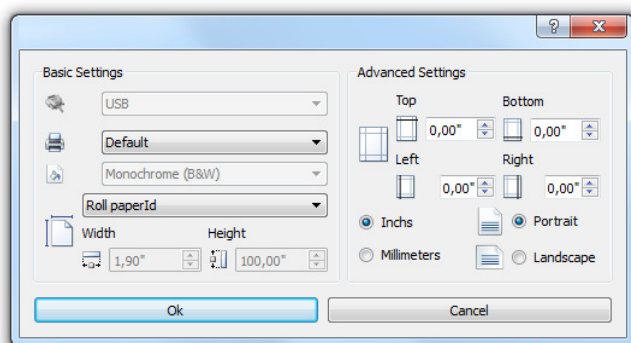 Basic Settings
USB
Default
Monochrome (B&W)
Roll paperId
Width Height
1,90" 100,00"
Advanced Settings
Top Bottom
0,00" 0,00"
Left Right
0,00" 0,00"
Inchs Portrait
Millimeters Landscape
Ok Cancel